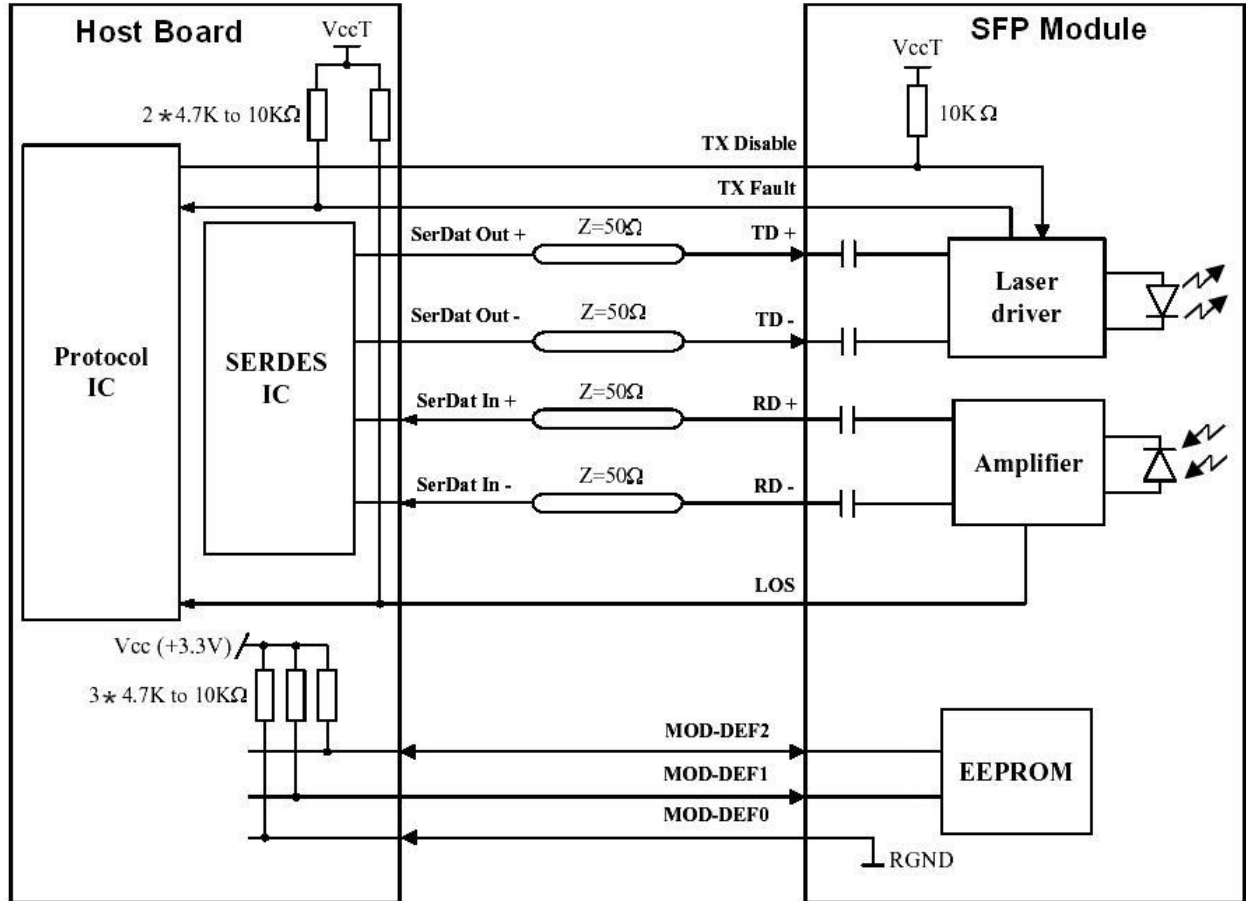 Host Board
SFP Module
VccT
VccT
2*4.7K to 10KΩ
10KΩ
TX Disable
TX Fault
SerDat Out +
Z=50Ω
TD +
Laser
driver
SerDat Out -
Z=50Ω
TD -
Protocol
IC
SERDES
IC
SerDat In +
Z=50Ω
RD +
Amplifier
SerDat In -
Z=50Ω
RD -
LOS
Vcc (+3.3V)
3* 4.7K to 10KΩ
MOD-DEF2
MOD-DEF1
MOD-DEF0
EEPROM
RGND